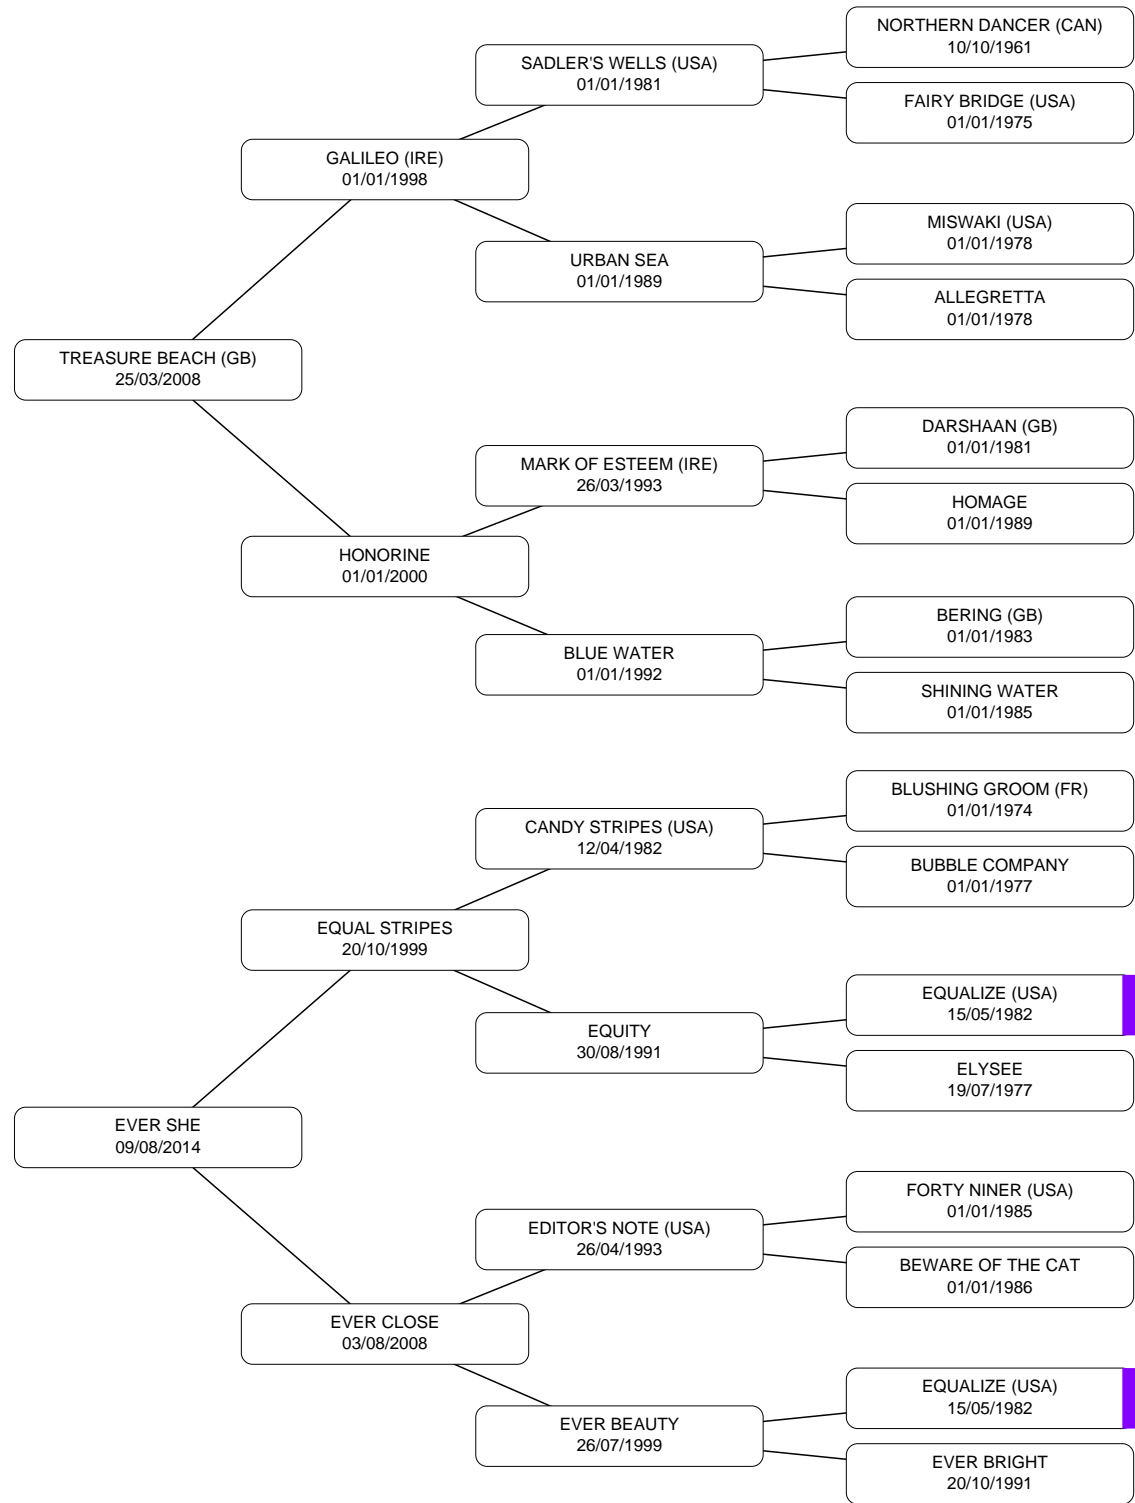 NORTHERN DANCER (CAN)
10/10/1961
SADLER'S WELLS (USA)
01/01/1981
FAIRY BRIDGE (USA)
01/01/1975
GALILEO (IRE)
01/01/1998
MISWAKI (USA)
01/01/1978
URBAN SEA
01/01/1989
ALLEGRETTA
01/01/1978
TREASURE BEACH (GB)
25/03/2008
DARSHAAN (GB)
01/01/1981
MARK OF ESTEEM (IRE)
26/03/1993
HOMAGE
01/01/1989
HONORINE
01/01/2000
BERING (GB)
01/01/1983
BLUE WATER
01/01/1992
SHINING WATER
01/01/1985
BLUSHING GROOM (FR)
01/01/1974
CANDY STRIPES (USA)
12/04/1982
BUBBLE COMPANY
01/01/1977
EQUAL STRIPES
20/10/1999
EQUALIZE (USA)
15/05/1982
EQUITY
30/08/1991
ELYSEE
19/07/1977
EVER SHE
09/08/2014
FORTY NINER (USA)
01/01/1985
EDITOR'S NOTE (USA)
26/04/1993
BEWARE OF THE CAT
01/01/1986
EVER CLOSE
03/08/2008
EQUALIZE (USA)
15/05/1982
EVER BEAUTY
26/07/1999
EVER BRIGHT
20/10/1991